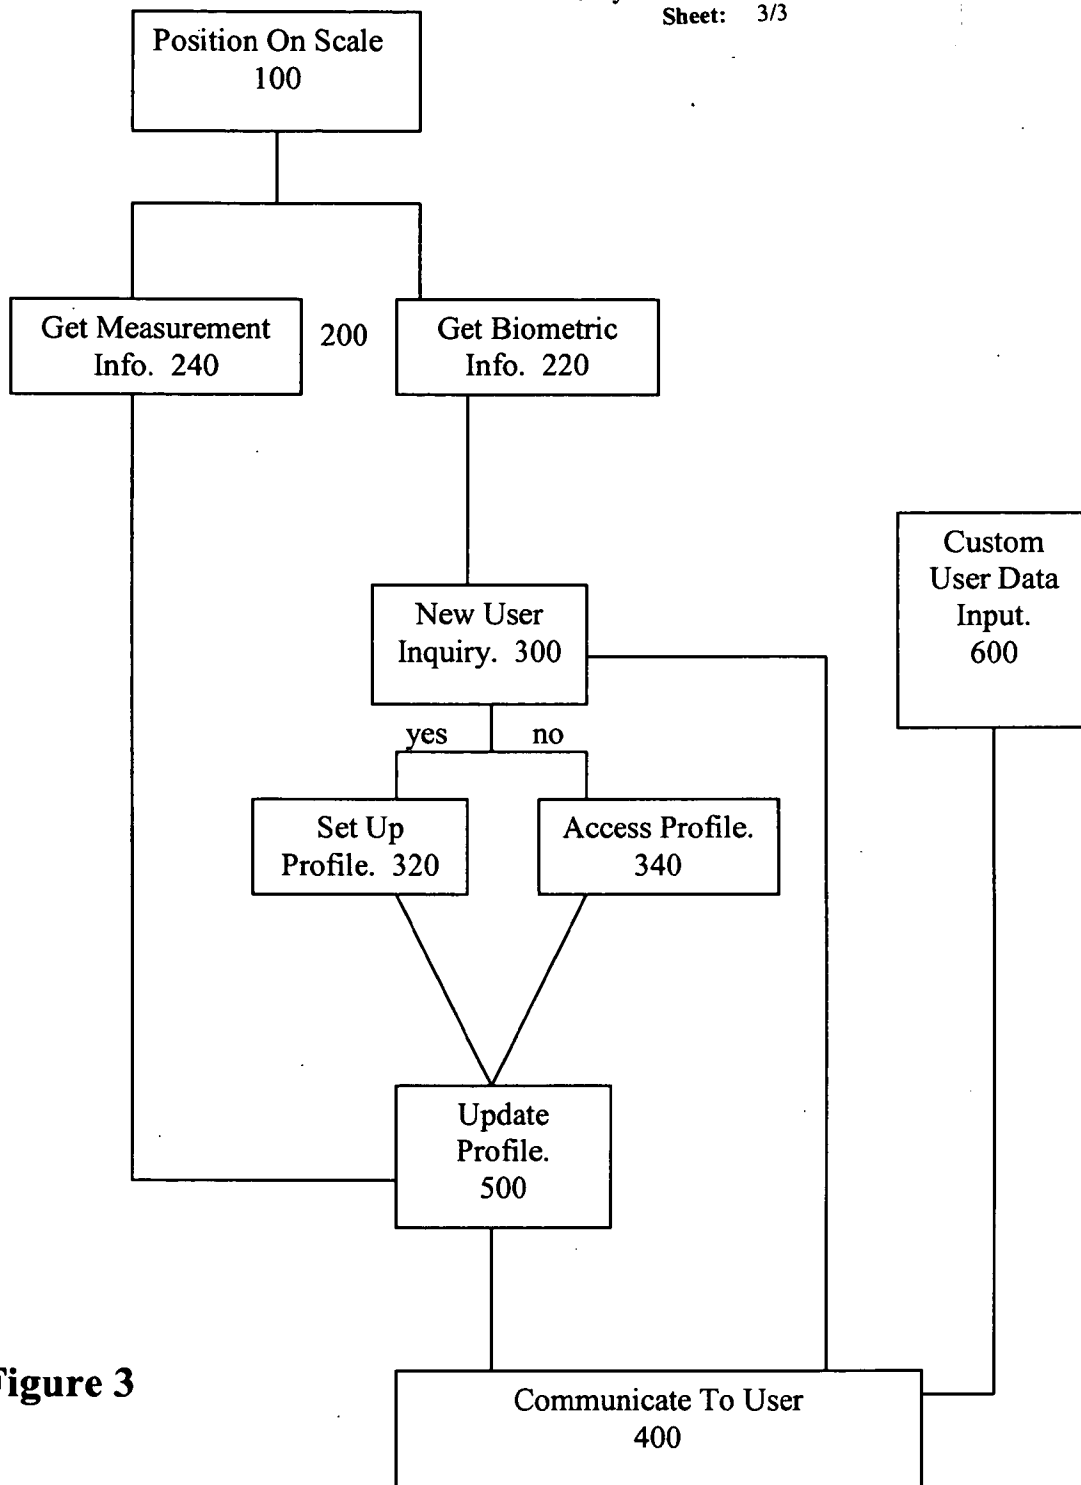 Sheet: 3/3
Position On Scale
100
Get Measurement
Info. 240
200
Get Biometric
Info. 220
Custom
User Data
Input.
600
New User
Inquiry. 300
yes
no
Set Up
Profile. 320
Access Profile.
340
Update
Profile.
500
Figure 3
Communicate To User
400